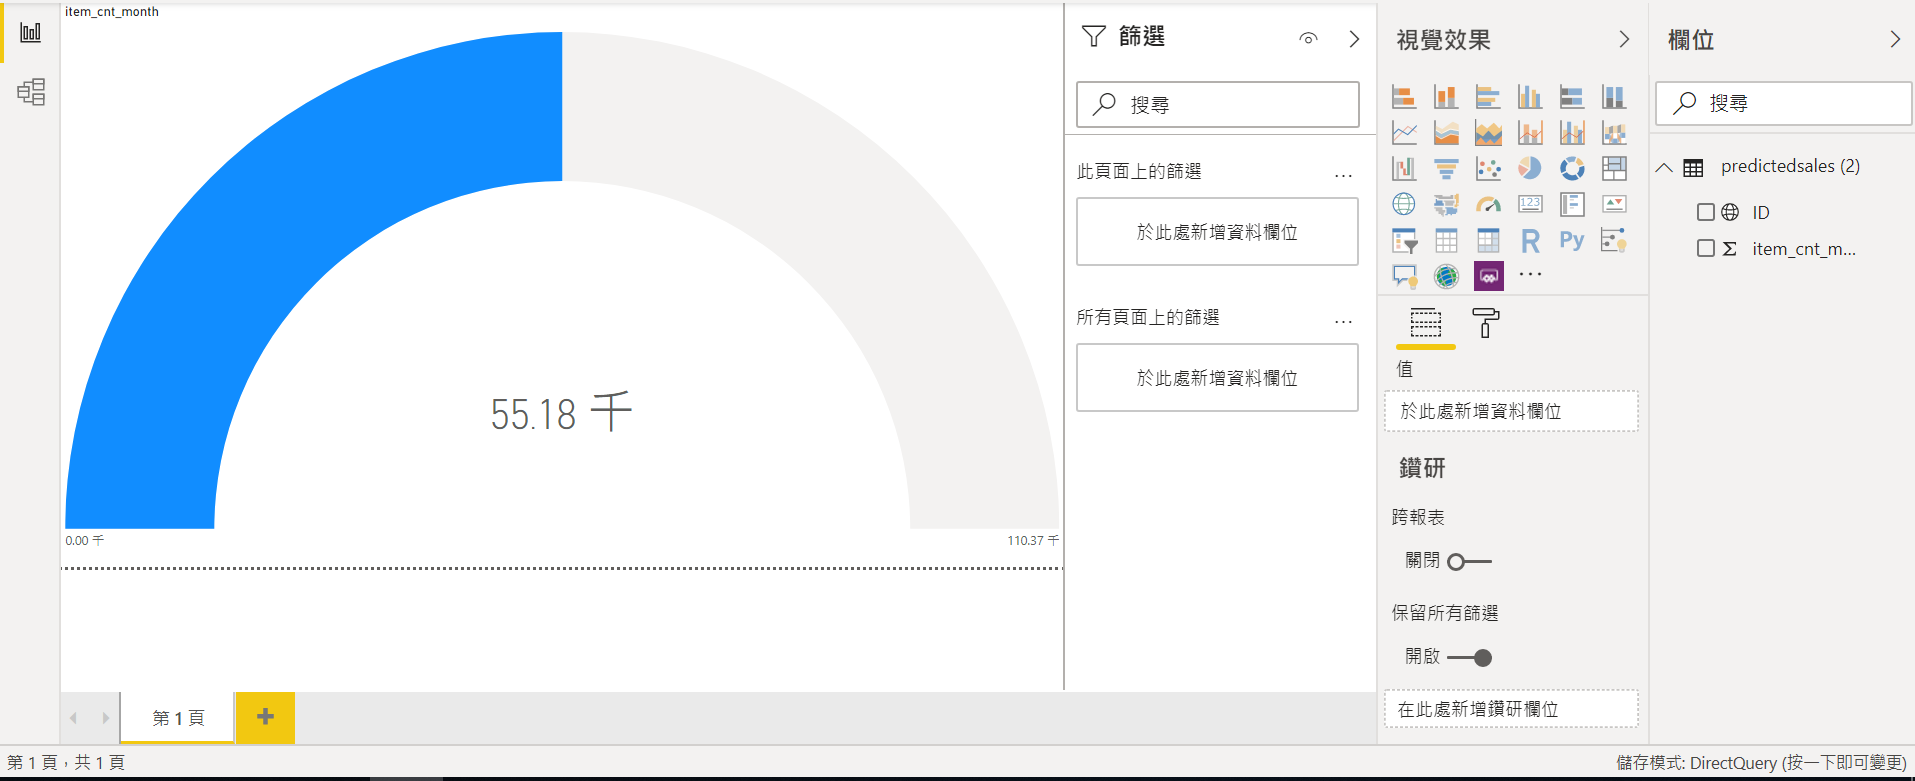 item_cnt_month
55.18 千
0.00 千
110.37 千
第 1 頁
第 1 頁，共 1 頁
篩選
搜尋
此頁面上的篩選
...
於此處新增資料欄位
所有頁面上的篩選
...
於此處新增資料欄位
視覺效果
123
R
Py
...
值
於此處新增資料欄位
鑽研
跨報表
關閉
保留所有篩選
開啟
在此處新增鑽研欄位
欄位
搜尋
predictedsales (2)
ID
Σ item_cnt_m...
儲存模式: DirectQuery (按一下即可變更)